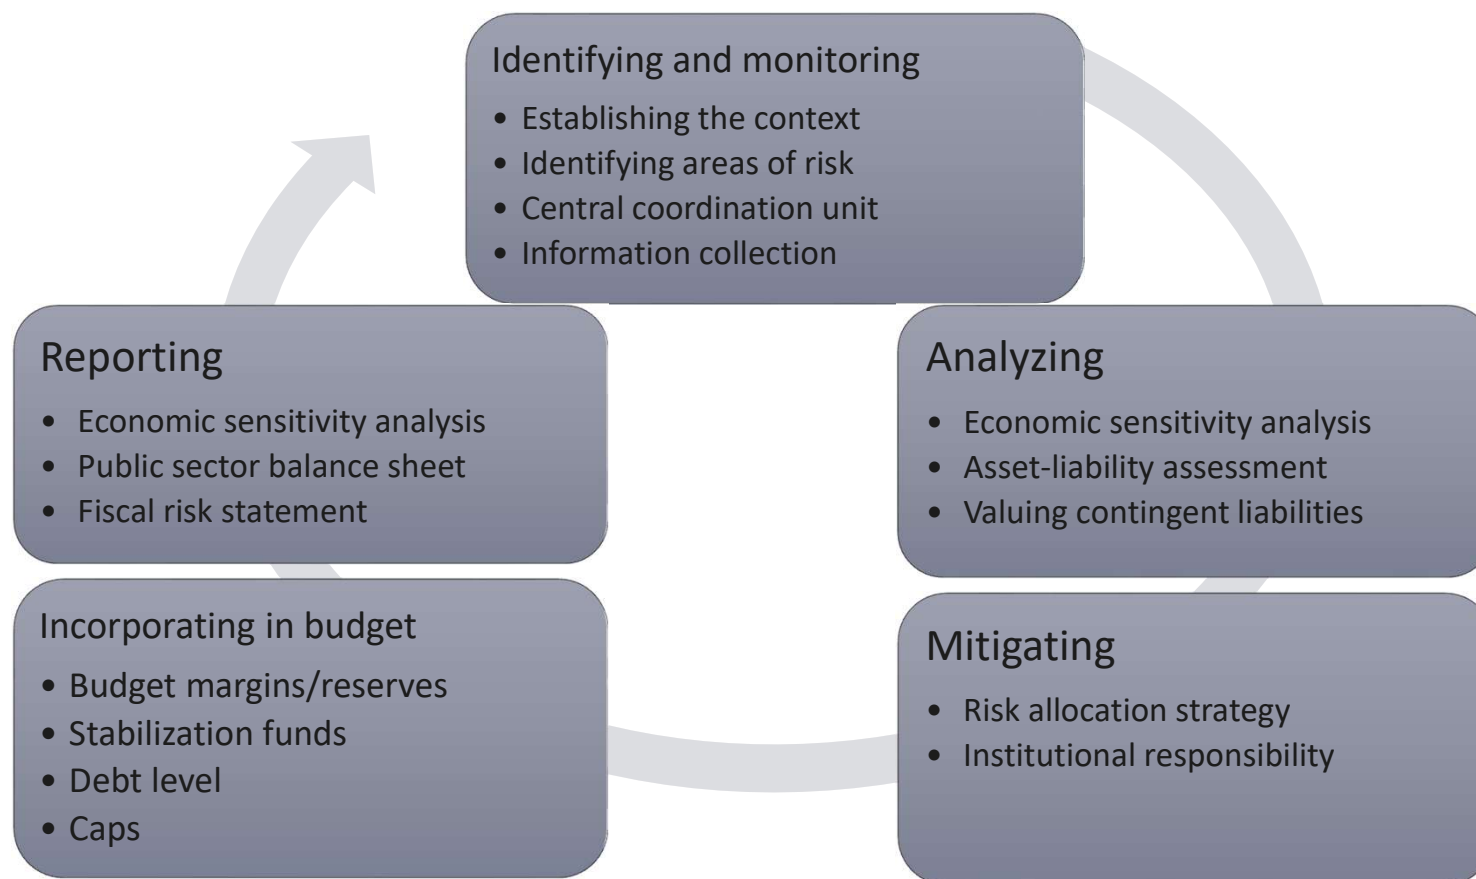 Identifying and monitoring
• Establishing the context
• Identifying areas of risk
• Central coordination unit
• Information collection
Analyzing
• Economic sensitivity analysis
• Asset-liability assessment
• Valuing contingent liabilities
Mitigating
• Risk allocation strategy
• Institutional responsibility
Incorporating in budget
• Budget margins/reserves
• Stabilization funds
• Debt level
• Caps
Reporting
• Economic sensitivity analysis
• Public sector balance sheet
• Fiscal risk statement